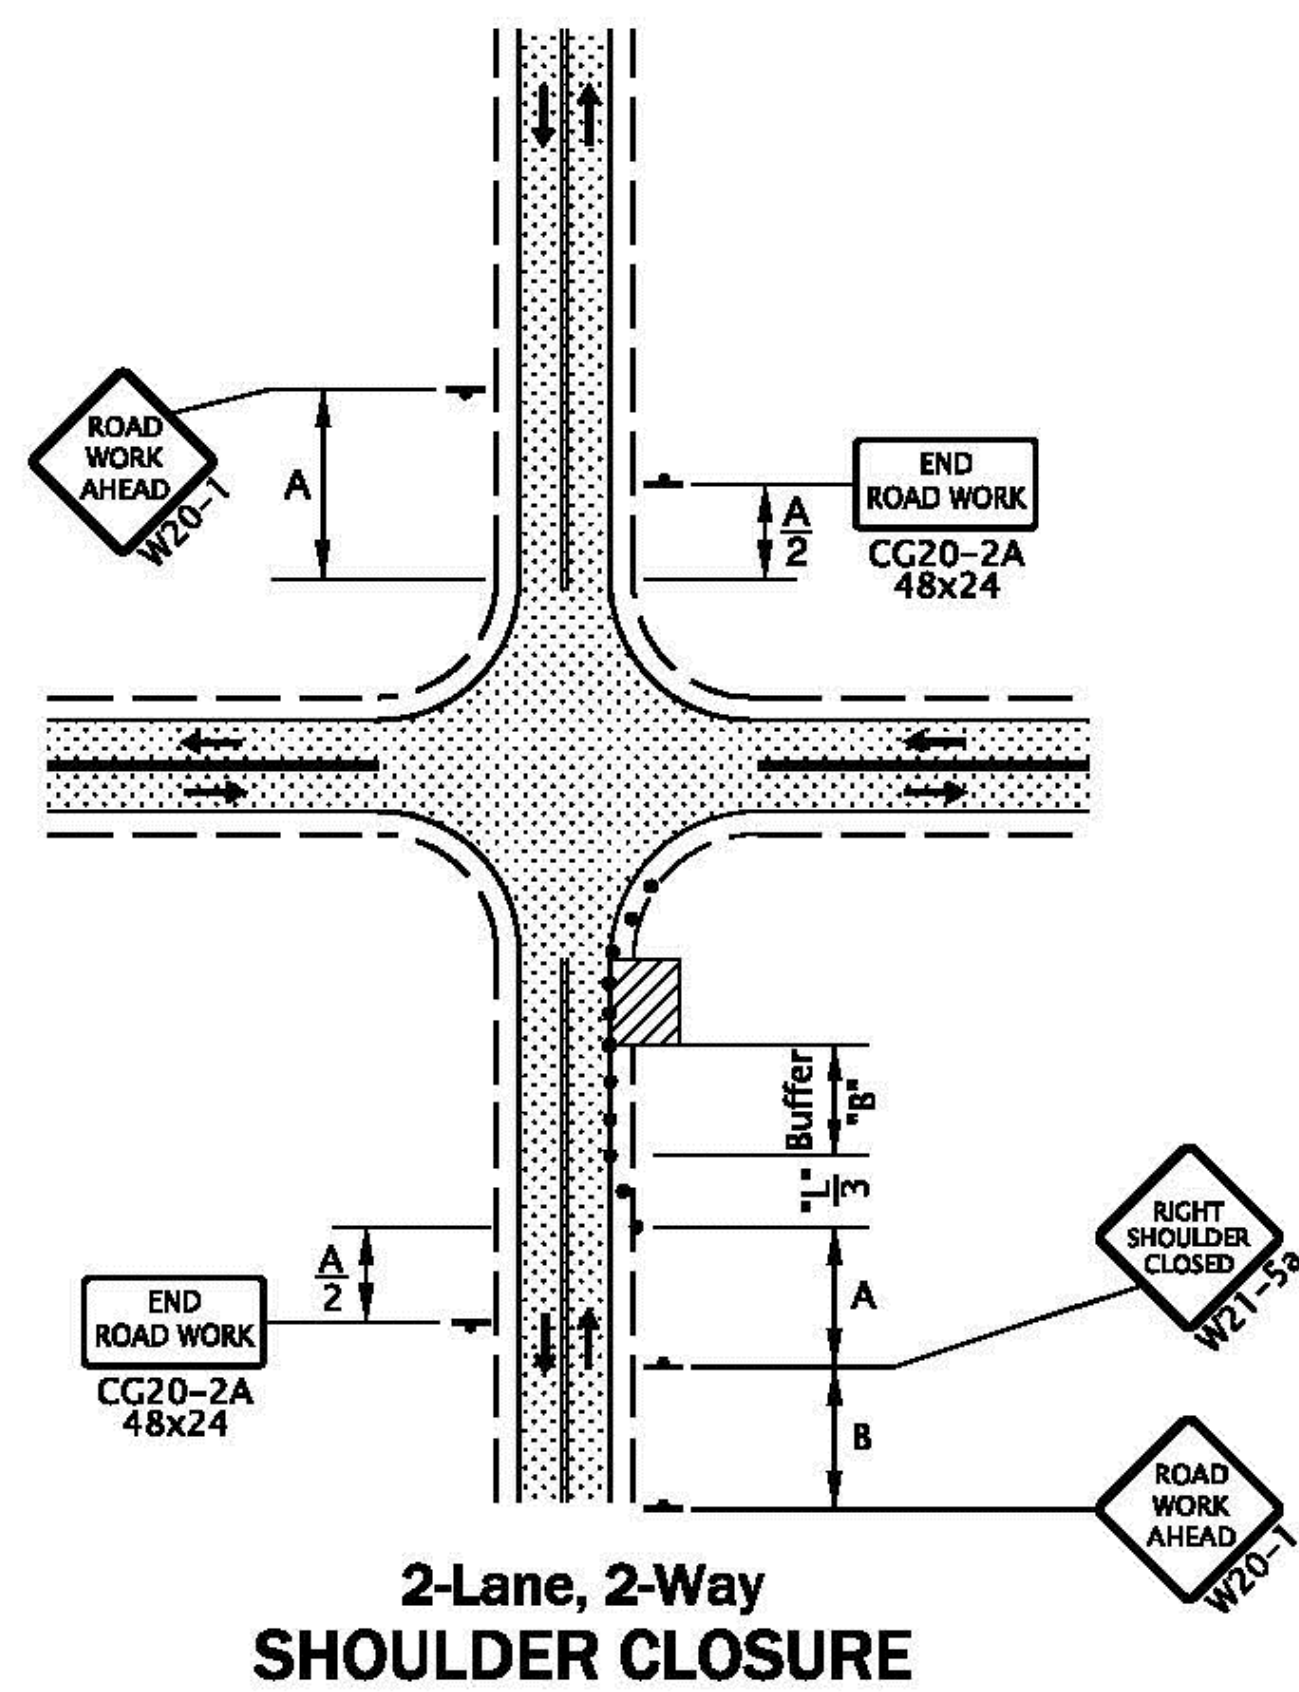 ROAD
WORK
AHEAD
W20-1
A
END
ROAD WORK
CG20-2A
48x24
A
2
Buffer
"B"
"L"
3
RIGHT
SHOULDER
CLOSED
W21-5a
A
2
A
END
ROAD WORK
CG20-2A
48x24
B
ROAD
WORK
AHEAD
W20-1
2-Lane, 2-Way
SHOULDER CLOSURE